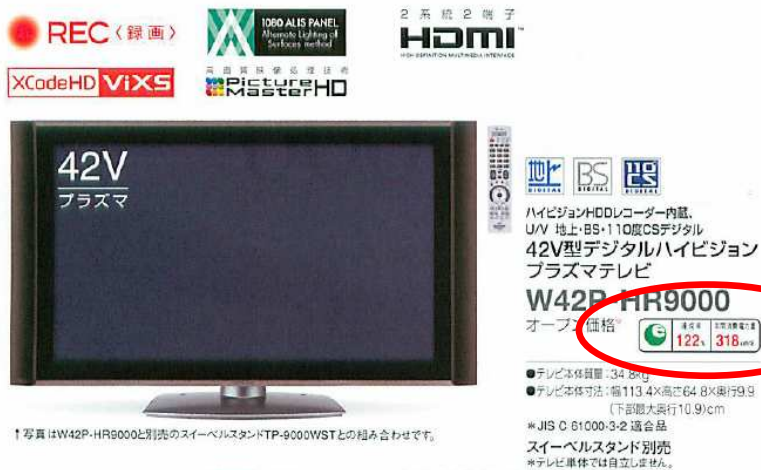 REC〈録画〉
1080 ALIS PANEL
Alternate Lighting of
Surfaces method
2系統2端子
HDMI
HIGH-DEFINITION MULTIMEDIA INTERFACE
XCodeHD ViXS
高画質映像処理技術
Picture
MasterHD
42V
プラズマ
地上 BS 110CS
DIGITAL DIGITAL DIGITAL
ハイビジョンHDDレコーダー内蔵、
U/V 地上・BS・110度CSデジタル
42V型デジタルハイビジョン
プラズマテレビ
W42P-HR9000
オープン価格*
122% 318
●テレビ本体質量:34.8kg
●テレビ本体寸法:幅113.4×高さ64.8×奥行9.9
(下部最大奥行10.9)cm
*JIS C 61000-3-2 適合品
スイーベルスタンド別売
*テレビ単体では自立しません。
↑写真はW42P-HR9000と別売のスイーベルスタンドTP-9000WSTとの組み合わせです。